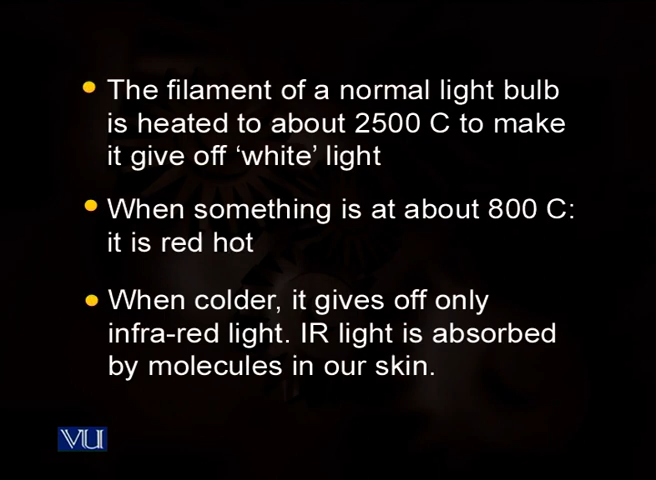 • The filament of a normal light bulb
is heated to about 2500 C to make
it give off ‘white’ light
• When something is at about 800 C:
it is red hot
• When colder, it gives off only
infra-red light. IR light is absorbed
by molecules in our skin.
VU